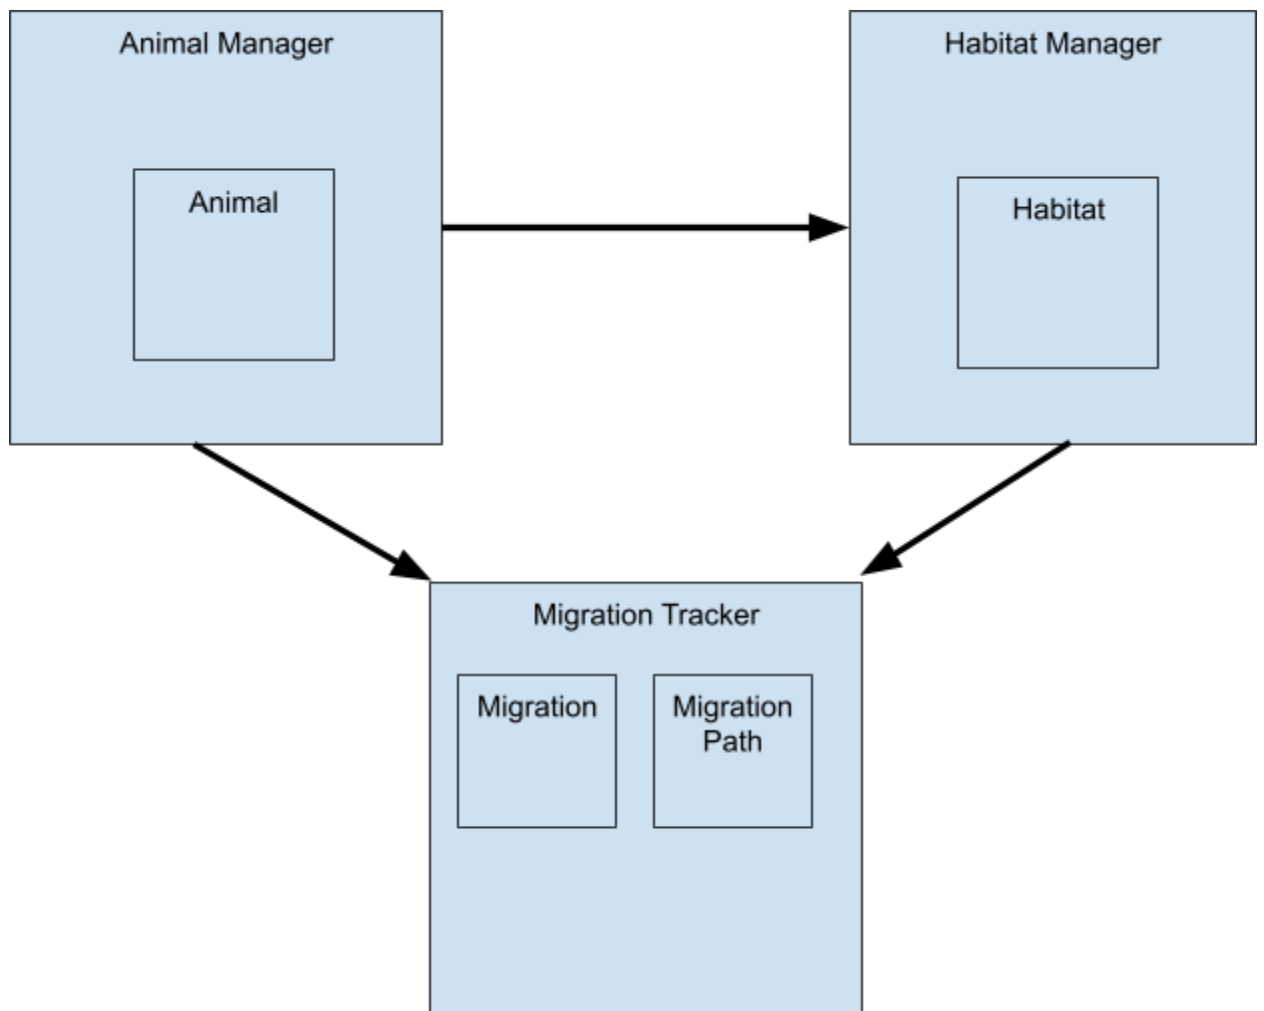 Animal Manager
Habitat Manager
Animal
Habitat
Migration Tracker
Migration
Migration
Path